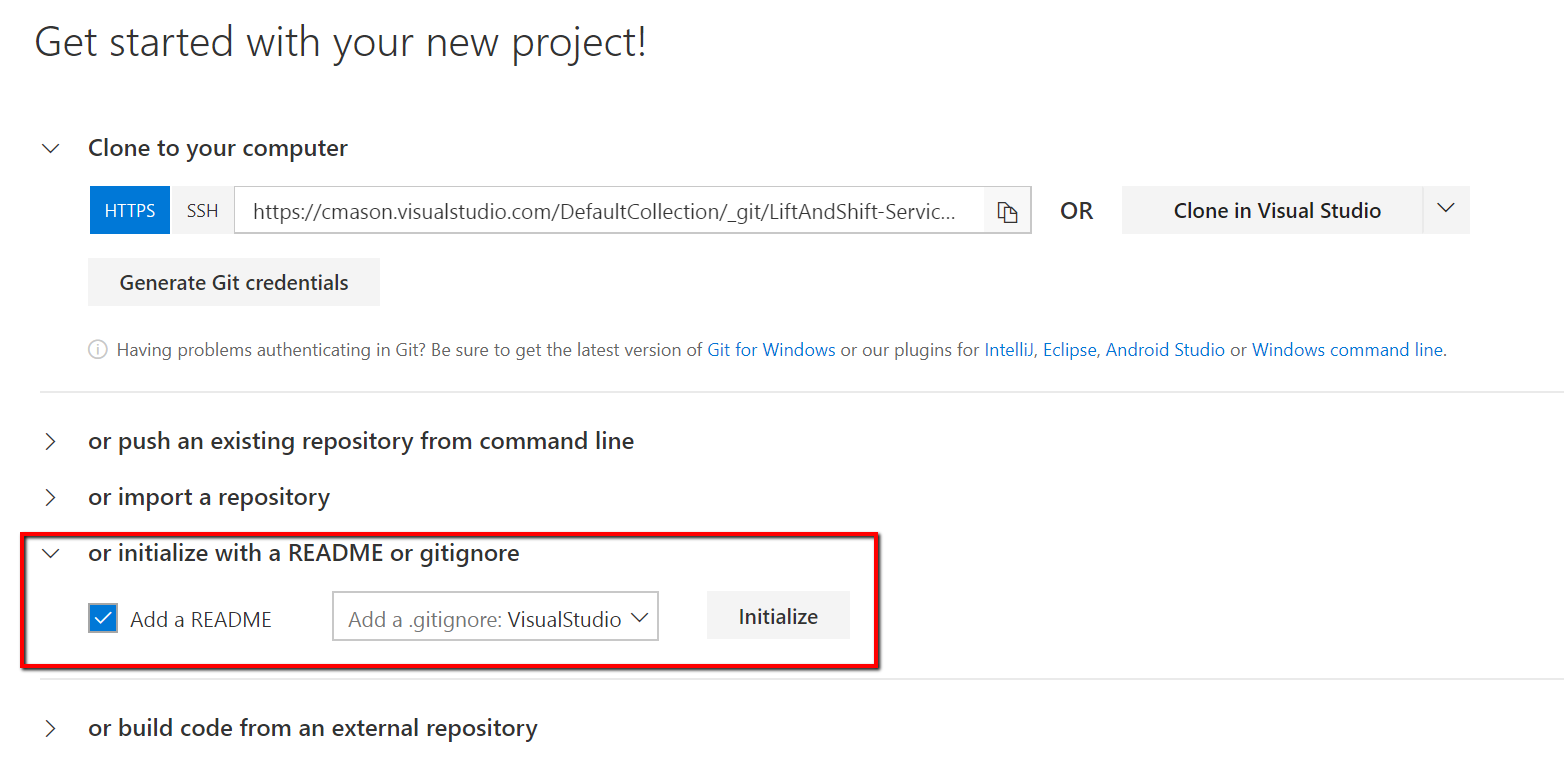 Get started with your new project!
Clone to your computer
HTTPS SSH https://cmason.visualstudio.com/DefaultCollection/_git/LiftAndShift-Servic... OR Clone in Visual Studio
Generate Git credentials
Having problems authenticating in Git? Be sure to get the latest version of Git for Windows or our plugins for IntelliJ, Eclipse, Android Studio or Windows command line.
or push an existing repository from command line
or import a repository
or initialize with a README or gitignore
Add a README Add a .gitignore: VisualStudio Initialize
or build code from an external repository